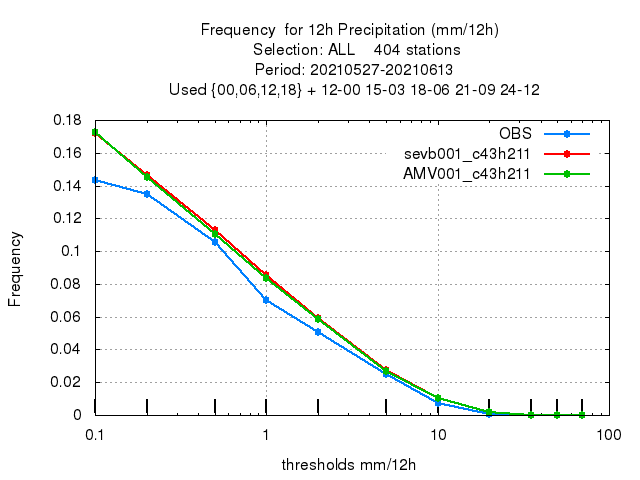 Frequency  for 12h Precipitation (mm/12h)
Selection: ALL    404 stations
Period: 20210527-20210613
Used {00,06,12,18} + 12-00 15-03 18-06 21-09 24-12
0.18
0.16
0.14
0.12
0.1
0.08
0.06
0.04
0.02
0
Frequency
OBS
sevb001_c43h211
AMV001_c43h211
0.1
1
10
100
thresholds mm/12h